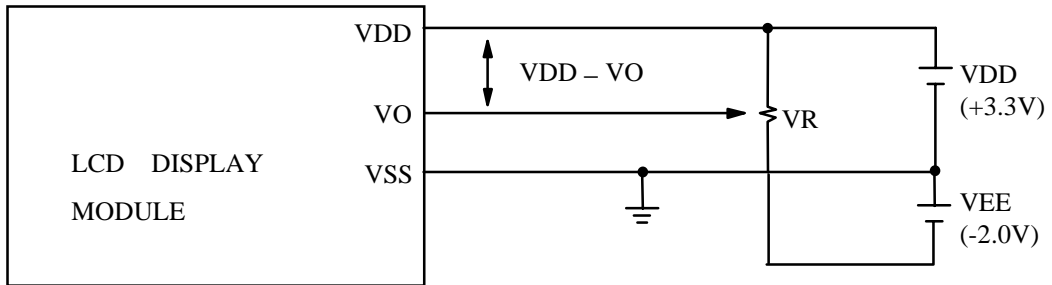 VDD
VDD – VO
VDD
(+3.3V)
VO
VR
LCD DISPLAY
MODULE
VSS
VEE
(-2.0V)